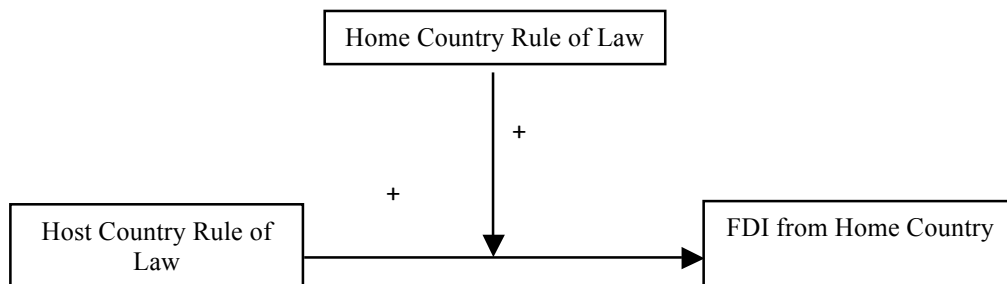 Home Country Rule of Law
+
+
Host Country Rule of
Law
FDI from Home Country